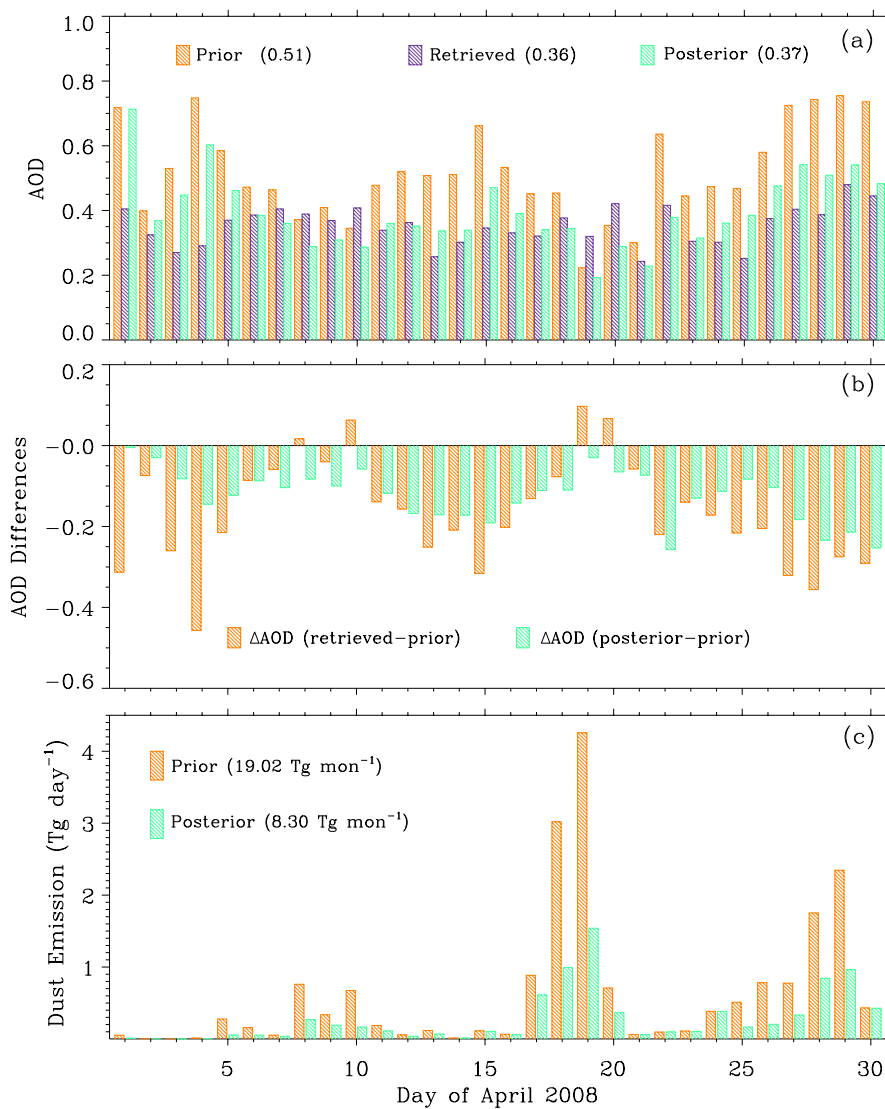 (a)
Prior (0.51)
Retrieved (0.36)
Posterior (0.37)
AOD
1.0
0.8
0.6
0.4
0.2
0.0
(b)
AOD Differences
0.2
-0.0
-0.2
-0.4
-0.6
ΔAOD (retrieved-prior)
ΔAOD (posterior-prior)
(c)
Prior (19.02 Tg mon⁻¹)
Posterior (8.30 Tg mon⁻¹)
Dust Emission (Tg day⁻¹)
4
3
2
1
5 10 15 20 25 30
Day of April 2008